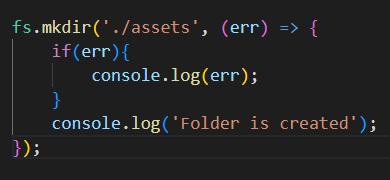 fs.mkdir('./assets', (err) => {
    if(err){
        console.log(err);
    }
    console.log('Folder is created');
});